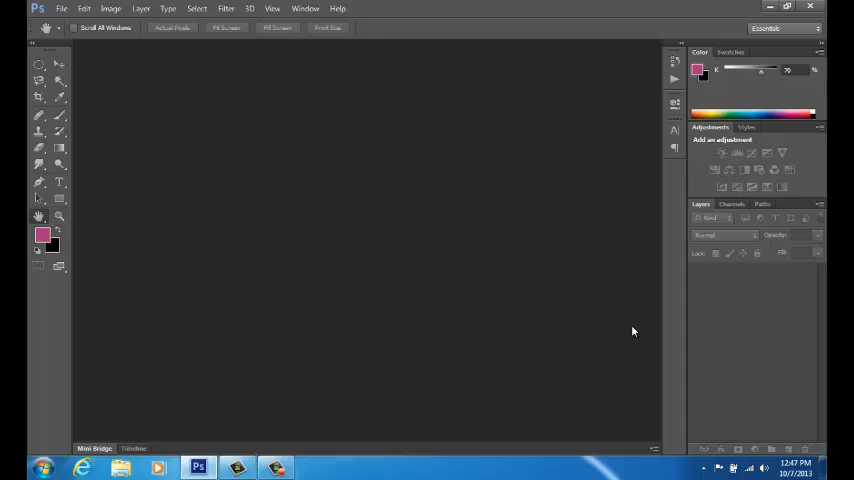 Ps File Edit Image Layer Type Select Filter 3D View Window Help
Scroll All Windows Actual Pixels Fit Screen Fill Screen Print Size Essentials
Color Swatches
K 70 %
Adjustments Styles
Add an adjustment
Layers Channels Paths
Kind
Normal Opacity:
Lock: Fill:
Mini Bridge Timeline
Ps
12:47 PM
10/7/2013